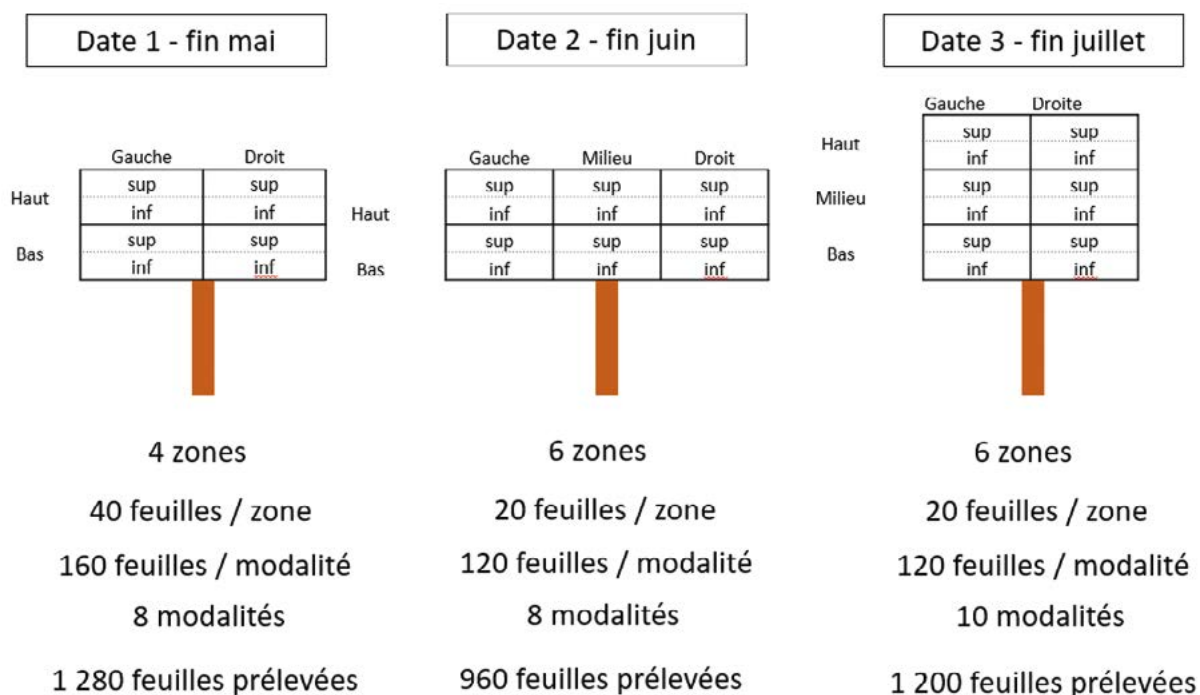 Date 1 - fin mai
Gauche Droit
Haut
sup sup
inf inf
Bas
sup sup
inf inf
4 zones
40 feuilles / zone
160 feuilles / modalité
8 modalités
1 280 feuilles prélevées
Date 2 - fin juin
Gauche Milieu Droit
Haut
sup sup sup
inf inf inf
Bas
sup sup sup
inf inf inf
6 zones
20 feuilles / zone
120 feuilles / modalité
8 modalités
960 feuilles prélevées
Date 3 - fin juillet
Gauche Droite
Haut
sup sup
inf inf
Milieu
sup sup
inf inf
Bas
sup sup
inf inf
6 zones
20 feuilles / zone
120 feuilles / modalité
10 modalités
1 200 feuilles prélevées